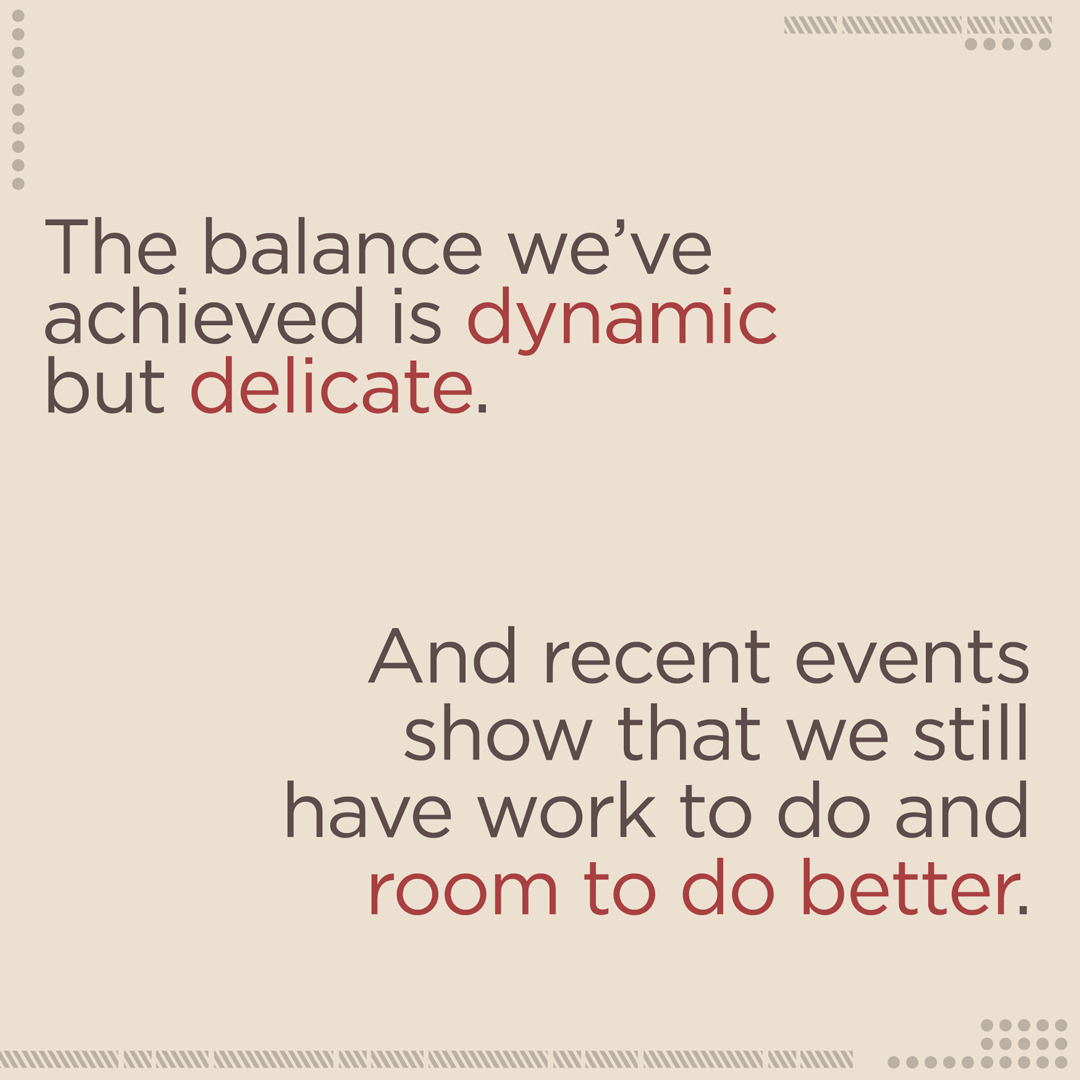 The balance we’ve
achieved is dynamic
but delicate.
And recent events
show that we still
have work to do and
room to do better.